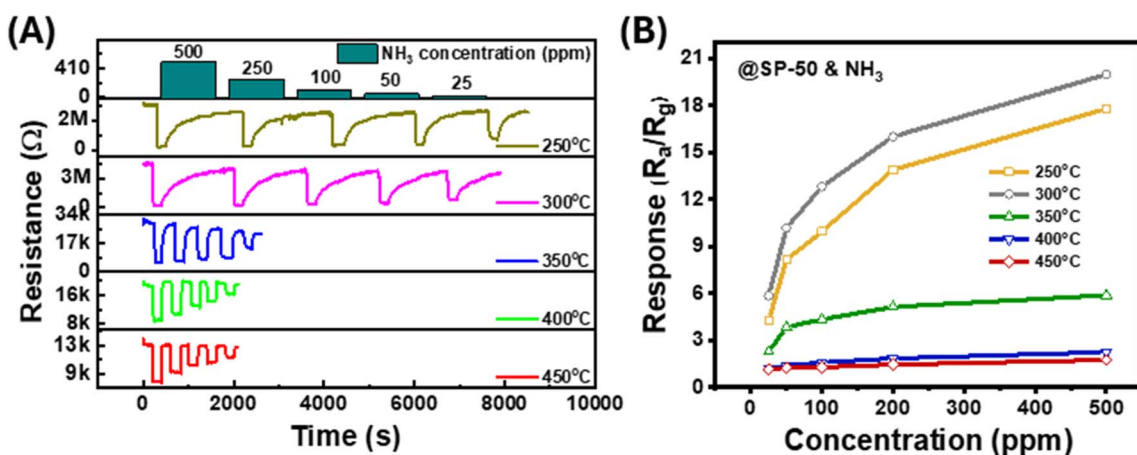 (A)
NH₃ concentration (ppm)
500
250
100
50
25
410
0
2M
0
250°C
3M
0
300°C
34k
17k
0
350°C
16k
8k
400°C
13k
9k
450°C
Resistance (Ω)
0 2000 4000 6000 8000 10000
Time (s)
(B)
@SP-50 & NH₃
21
18
15
12
9
6
3
0
Response (Rₐ/R_g)
250°C
300°C
350°C
400°C
450°C
0 100 200 300 400 500
Concentration (ppm)